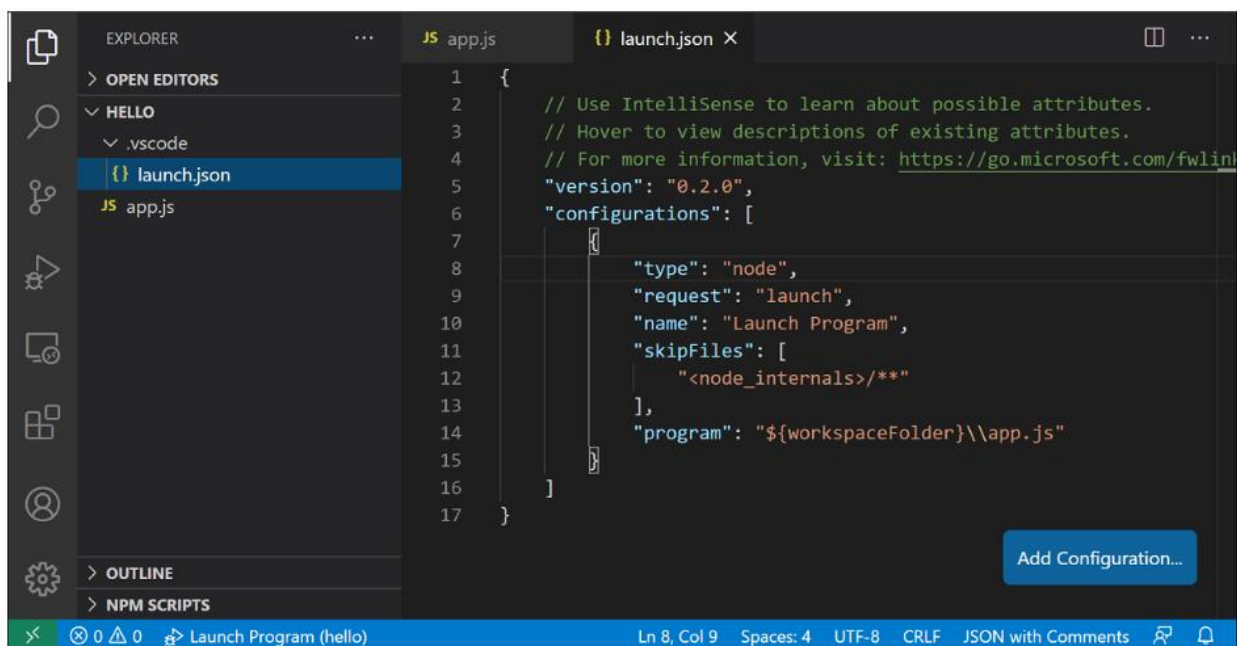 EXPLORER ...
OPEN EDITORS
HELLO
.vscode
{} launch.json
JS app.js
OUTLINE
NPM SCRIPTS
JS app.js {} launch.json ×
1 {
2 // Use IntelliSense to learn about possible attributes.
3 // Hover to view descriptions of existing attributes.
4 // For more information, visit: https://go.microsoft.com/fwlink
5 "version": "0.2.0",
6 "configurations": [
7 {
8 "type": "node",
9 "request": "launch",
10 "name": "Launch Program",
11 "skipFiles": [
12 "<node_internals>/**"
13 ],
14 "program": "${workspaceFolder}\\app.js"
15 }
16 ]
17 }
Add Configuration...
0 0 Launch Program (hello) Ln 8, Col 9 Spaces: 4 UTF-8 CRLF JSON with Comments